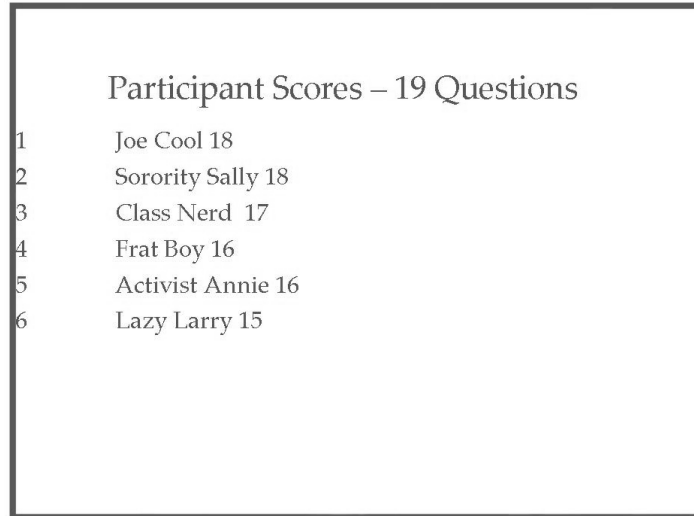 Participant Scores – 19 Questions
1 Joe Cool 18
2 Sorority Sally 18
3 Class Nerd 17
4 Frat Boy 16
5 Activist Annie 16
6 Lazy Larry 15